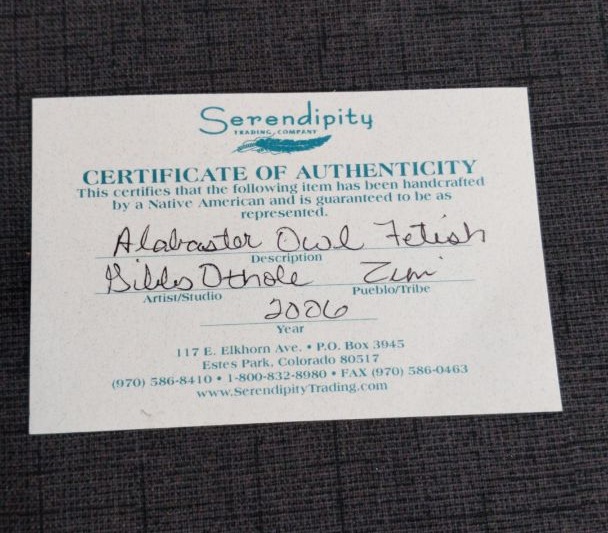 Serendipity
TRADING COMPANY
CERTIFICATE OF AUTHENTICITY
This certifies that the following item has been handcrafted
by a Native American and is guaranteed to be as
represented.
Alabaster Owl Fetish
Description
Gibbs Othole Zuni
Artist/Studio Pueblo/Tribe
2006
Year
117 E. Elkhorn Ave. • P.O. Box 3945
Estes Park, Colorado 80517
(970) 586-8410 • 1-800-832-8980 • FAX (970) 586-0463
www.SerendipityTrading.com